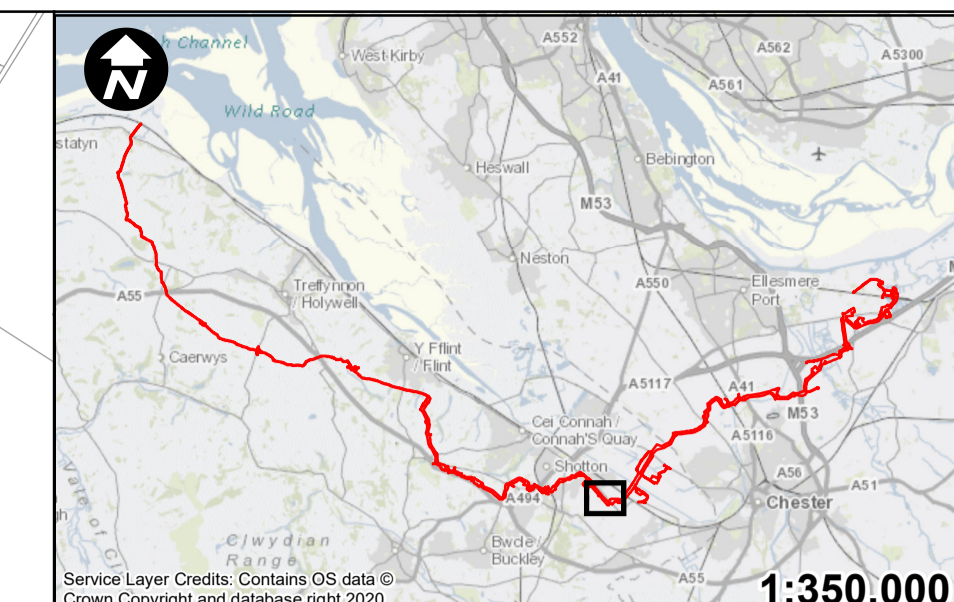 h Channel
West Kirby
A552
A562
A5300
A41
A561
N
Wild Road
statyn
Heswall
Bebington
M53
Neston
A550
Ellesmere
Port
Treffynnon
/ Holywell
A55
Y Fflint
/ Flint
Caerwys
A5117
A41
M53
Cei Connah /
Connah'S Quay
A5116
Shotton
A56
A51
A494
Chester
Clwydian
Range
Bwcle /
Buckley
A55
Service Layer Credits: Contains OS data ©
Crown Copyright and database right 2020
1:350,000